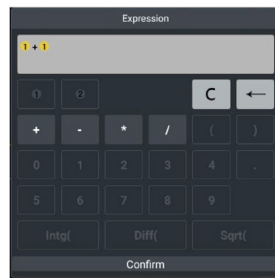 Expression
1 + 1
1 2 C ←
+ - * / ( )
0 1 2 3 4 .
5 6 7 8 9
Intg( Diff( Sqrt(
Confirm